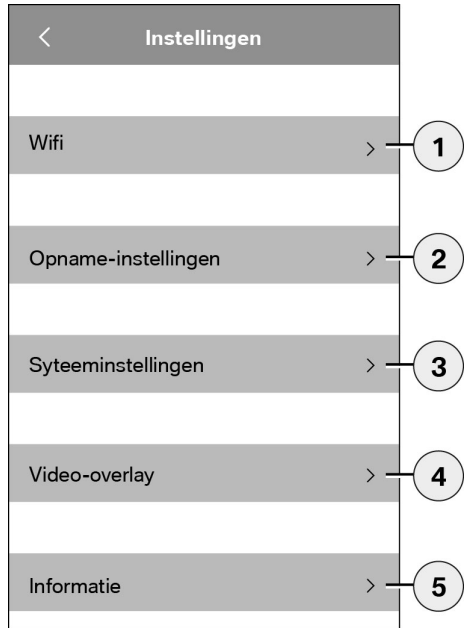 Instellingen
Wifi 1
Opname-instellingen 2
Syteeminstellingen 3
Video-overlay 4
Informatie 5